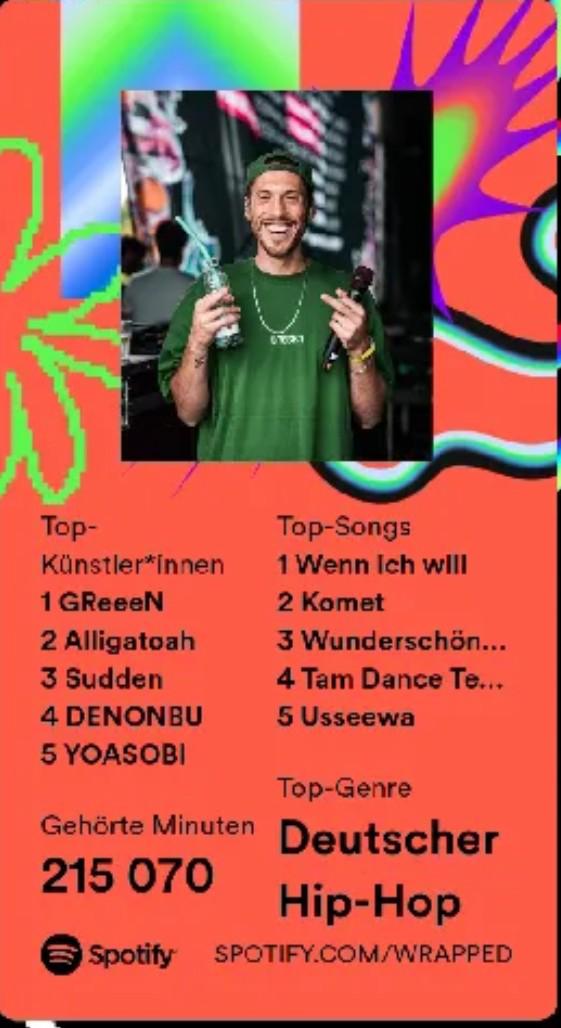 Top-
Künstler*innen
1 GReeeN
2 Alligatoah
3 Sudden
4 DENONBU
5 YOASOBI
Gehörte Minuten
215 070
Top-Songs
1 Wenn ich will
2 Komet
3 Wunderschön...
4 Tam Dance Te...
5 Usseewa
Top-Genre
Deutscher
Hip-Hop
Spotify
SPOTIFY.COM/WRAPPED